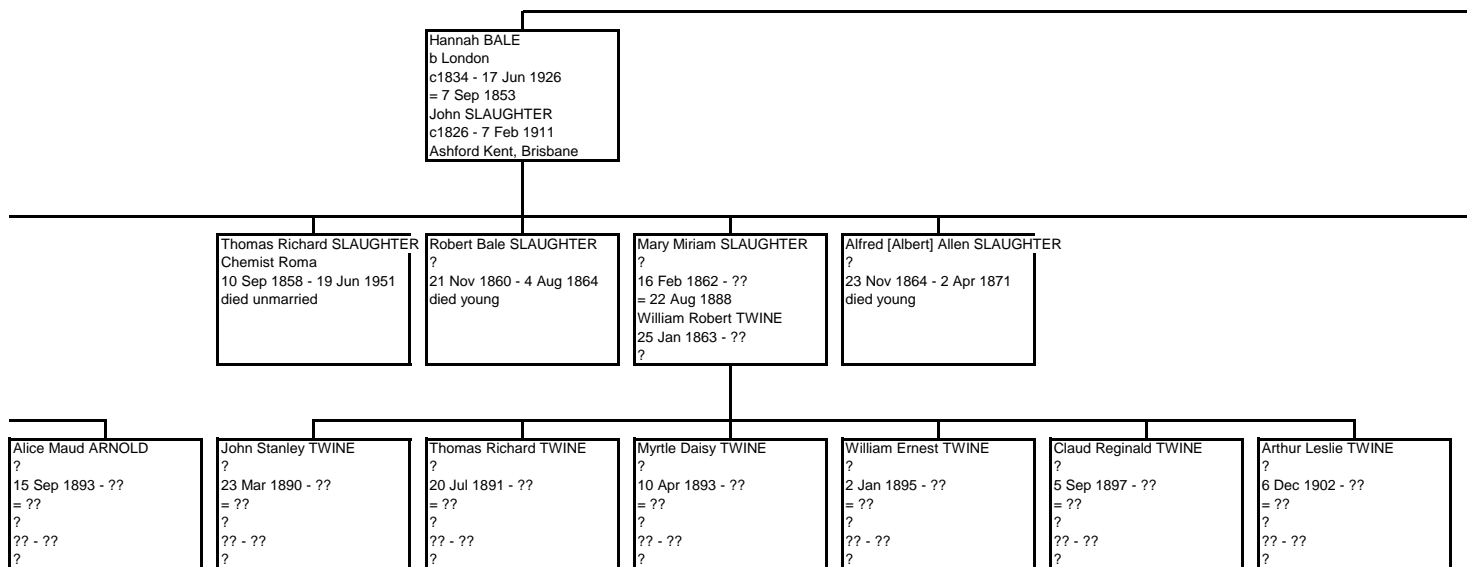 Hannah BALE
b London
c1834 - 17 Jun 1926
= 7 Sep 1853
John SLAUGHTER
c1826 - 7 Feb 1911
Ashford Kent, Brisbane
Thomas Richard SLAUGHTER
Chemist Roma
10 Sep 1858 - 19 Jun 1951
died unmarried
Robert Bale SLAUGHTER
?
21 Nov 1860 - 4 Aug 1864
died young
Mary Miriam SLAUGHTER
?
16 Feb 1862 - ??
= 22 Aug 1888
William Robert TWINE
25 Jan 1863 - ??
?
Alfred [Albert] Allen SLAUGHTER
?
23 Nov 1864 - 2 Apr 1871
died young
Alice Maud ARNOLD
?
15 Sep 1893 - ??
= ??
?
?? - ??
?
John Stanley TWINE
?
23 Mar 1890 - ??
= ??
?
?? - ??
?
Thomas Richard TWINE
?
20 Jul 1891 - ??
= ??
?
?? - ??
?
Myrtle Daisy TWINE
?
10 Apr 1893 - ??
= ??
?
?? - ??
?
William Ernest TWINE
?
2 Jan 1895 - ??
= ??
?
?? - ??
?
Claud Reginald TWINE
?
5 Sep 1897 - ??
= ??
?
?? - ??
?
Arthur Leslie TWINE
?
6 Dec 1902 - ??
= ??
?
?? - ??
?